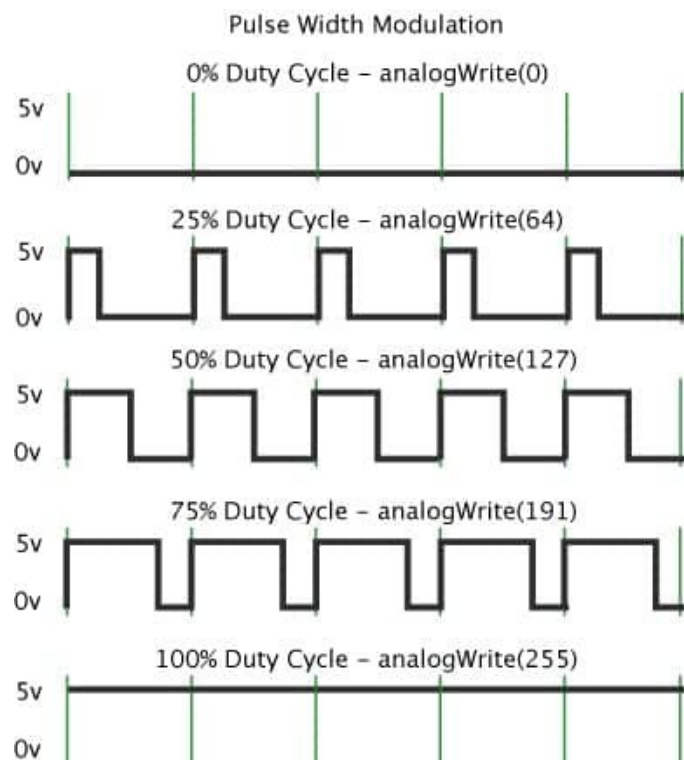 Pulse Width Modulation
0% Duty Cycle – analogWrite(0)
5v
0v
25% Duty Cycle – analogWrite(64)
5v
0v
50% Duty Cycle – analogWrite(127)
5v
0v
75% Duty Cycle – analogWrite(191)
5v
0v
100% Duty Cycle – analogWrite(255)
5v
0v